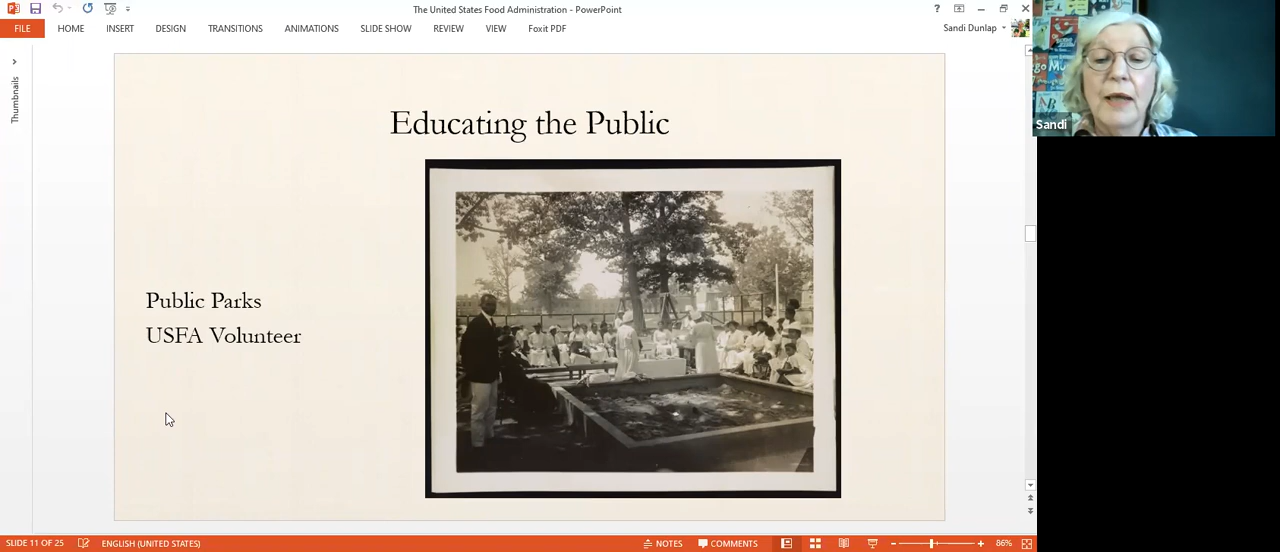 The United States Food Administration - PowerPoint
FILE HOME INSERT DESIGN TRANSITIONS ANIMATIONS SLIDE SHOW REVIEW VIEW Foxit PDF
Sandi Dunlap
Thumbnails
Educating the Public
Public Parks
USFA Volunteer
Sandi
SLIDE 11 OF 25 ENGLISH (UNITED STATES) NOTES COMMENTS 86%